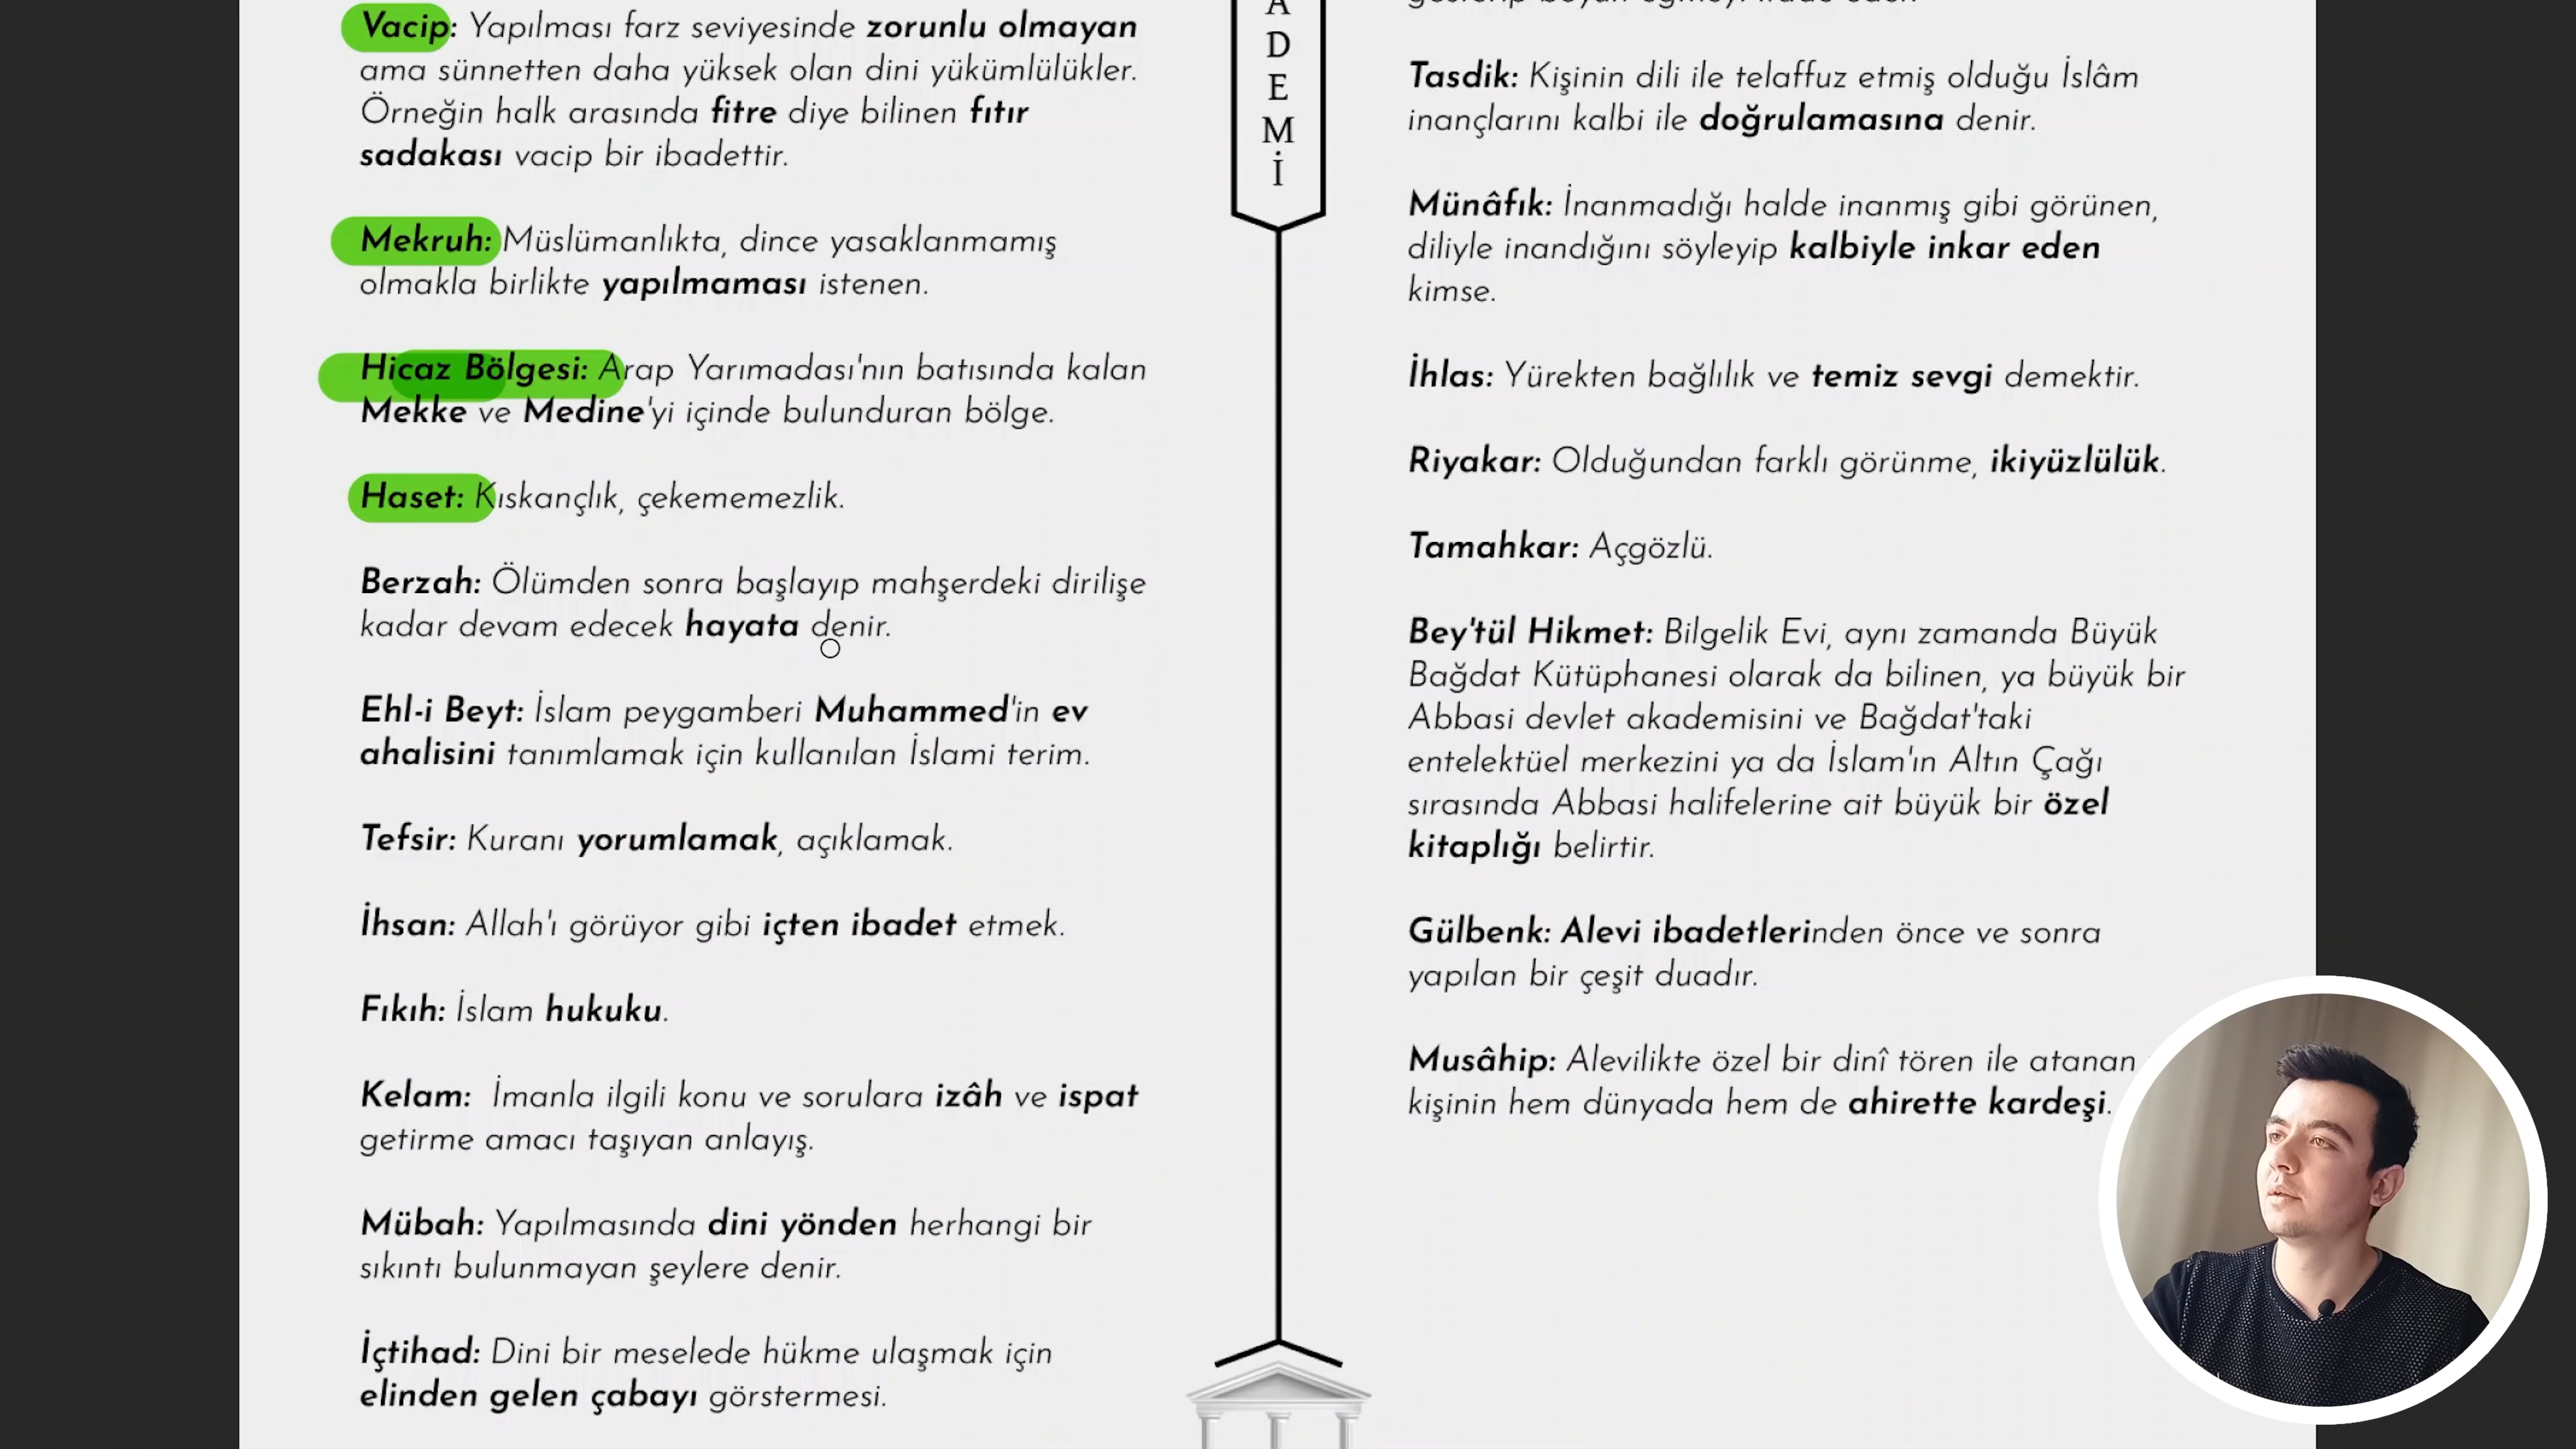 Vacip: Yapılması farz seviyesinde zorunlu olmayan
ama sünnetten daha yüksek olan dini yükümlülükler.
Örneğin halk arasında fitre diye bilinen fıtır
sadakası vacip bir ibadettir.
Mekruh: Müslümanlıkta, dince yasaklanmamış
olmakla birlikte yapılmaması istenen.
Hicaz Bölgesi: Arap Yarımadası'nın batısında kalan
Mekke ve Medine'yi içinde bulunduran bölge.
Haset: Kıskançlık, çekememezlik.
Berzah: Ölümden sonra başlayıp mahşerdeki dirilişe
kadar devam edecek hayata denir.
Ehl-i Beyt: İslam peygamberi Muhammed'in ev
ahalisini tanımlamak için kullanılan İslami terim.
Tefsir: Kuranı yorumlamak, açıklamak.
İhsan: Allah'ı görüyor gibi içten ibadet etmek.
Fıkıh: İslam hukuku.
Kelam: İmanla ilgili konu ve sorulara izâh ve ispat
getirme amacı taşıyan anlayış.
Mübah: Yapılmasında dini yönden herhangi bir
sıkıntı bulunmayan şeylere denir.
İçtihad: Dini bir meselede hükme ulaşmak için
elinden gelen çabayı görstermesi.
A
D
E
M
İ
Tasdik: Kişinin dili ile telaffuz etmiş olduğu İslâm
inançlarını kalbi ile doğrulamasına denir.
Münâfık: İnanmadığı halde inanmış gibi görünen,
diliyle inandığını söyleyip kalbiyle inkar eden
kimse.
İhlas: Yürekten bağlılık ve temiz sevgi demektir.
Riyakar: Olduğundan farklı görünme, ikiyüzlülük.
Tamahkar: Açgözlü.
Bey'tül Hikmet: Bilgelik Evi, aynı zamanda Büyük
Bağdat Kütüphanesi olarak da bilinen, ya büyük bir
Abbasi devlet akademisini ve Bağdat'taki
entelektüel merkezini ya da İslam'ın Altın Çağı
sırasında Abbasi halifelerine ait büyük bir özel
kitaplığı belirtir.
Gülbenk: Alevi ibadetlerinden önce ve sonra
yapılan bir çeşit duadır.
Musâhip: Alevilikte özel bir dinî tören ile atanan
kişinin hem dünyada hem de ahirette kardeşi.